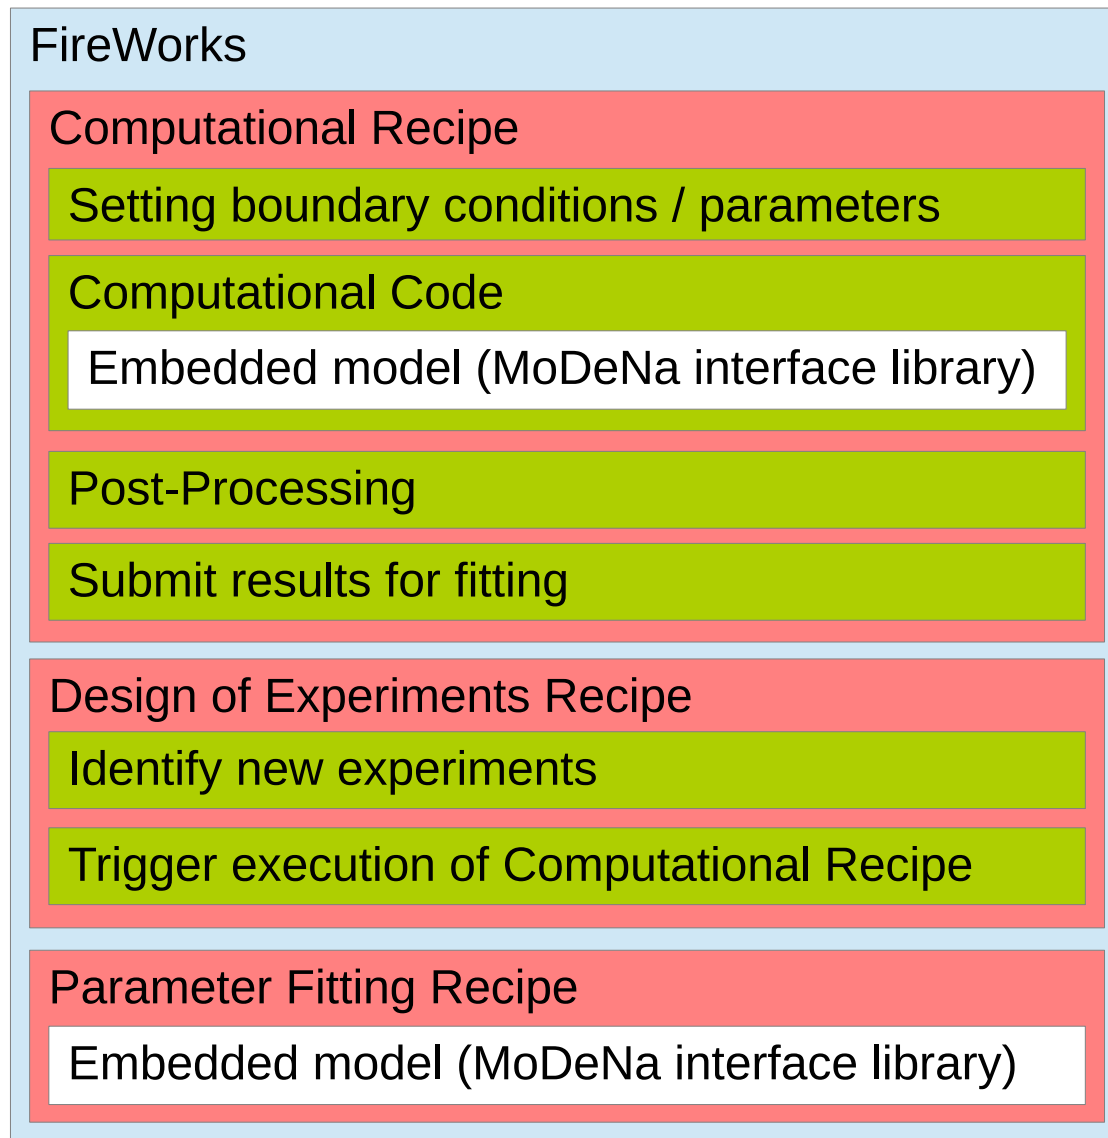 FireWorks
Computational Recipe
Setting boundary conditions / parameters
Computational Code
Embedded model (MoDeNa interface library)
Post-Processing
Submit results for fitting
Design of Experiments Recipe
Identify new experiments
Trigger execution of Computational Recipe
Parameter Fitting Recipe
Embedded model (MoDeNa interface library)